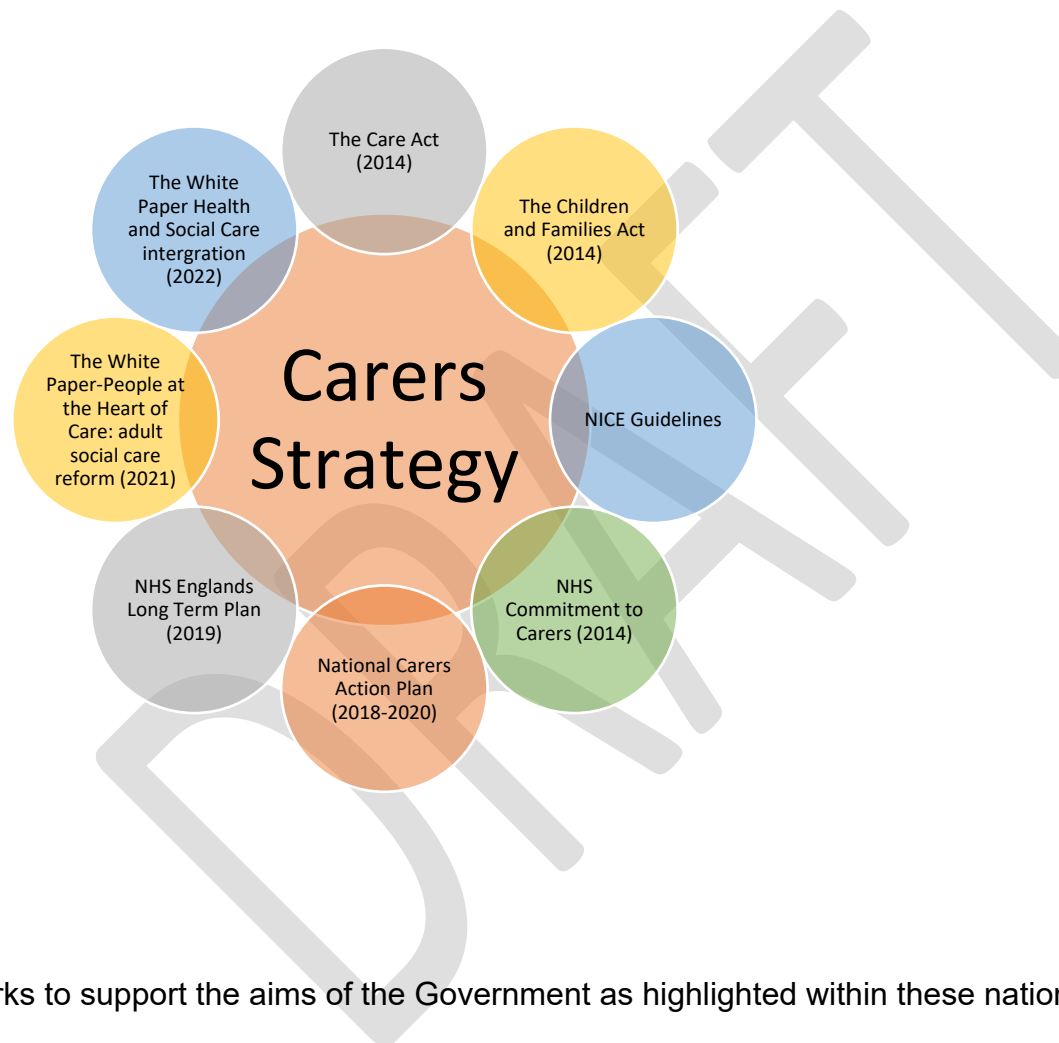 The Care Act
(2014)
The Children
and Families Act
(2014)
NICE Guidelines
NHS
Commitment to
Carers (2014)
National Carers
Action Plan
(2018-2020)
NHS Englands
Long Term Plan
(2019)
The White
Paper-People at
the Heart of
Care: adult
social care
reform (2021)
The White
Paper Health
and Social Care
intergration
(2022)
Carers
Strategy
DRAFT
to support the aims of the Government as highlighted within these